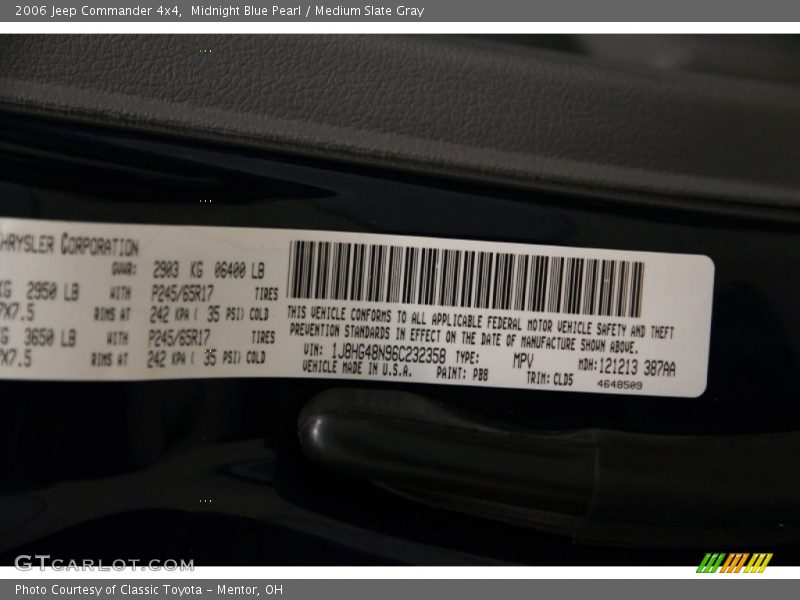 2006 Jeep Commander 4x4, Midnight Blue Pearl / Medium Slate Gray
CHRYSLER CORPORATION
GVWR: 2903 KG 06400 LB
KG 2950 LB WITH P245/65R17 TIRES
7X7.5 RIMS AT 242 KPA ( 35 PSI) COLD
KG 3650 LB WITH P245/65R17 TIRES
7X7.5 RIMS AT 242 KPA ( 35 PSI) COLD
THIS VEHICLE CONFORMS TO ALL APPLICABLE FEDERAL MOTOR VEHICLE SAFETY AND THEFT
PREVENTION STANDARDS IN EFFECT ON THE DATE OF MANUFACTURE SHOWN ABOVE.
VIN: 1J8HG48N96C232358 TYPE: MPV MDH:121213 387AA
VEHICLE MADE IN U.S.A. PAINT: PB8 TRIM: CLD5 4648509
GTCARLOT.COM
Photo Courtesy of Classic Toyota - Mentor, OH